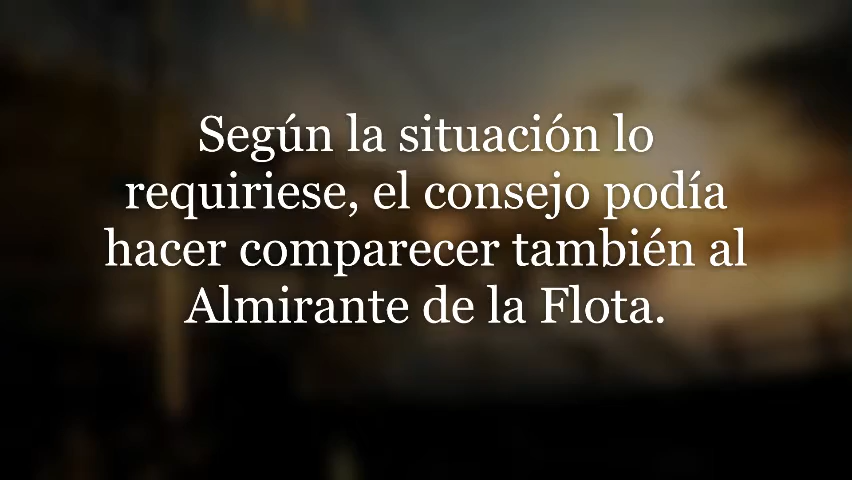 Según la situación lo
requiriese, el consejo podía
hacer comparecer también al
Almirante de la Flota.